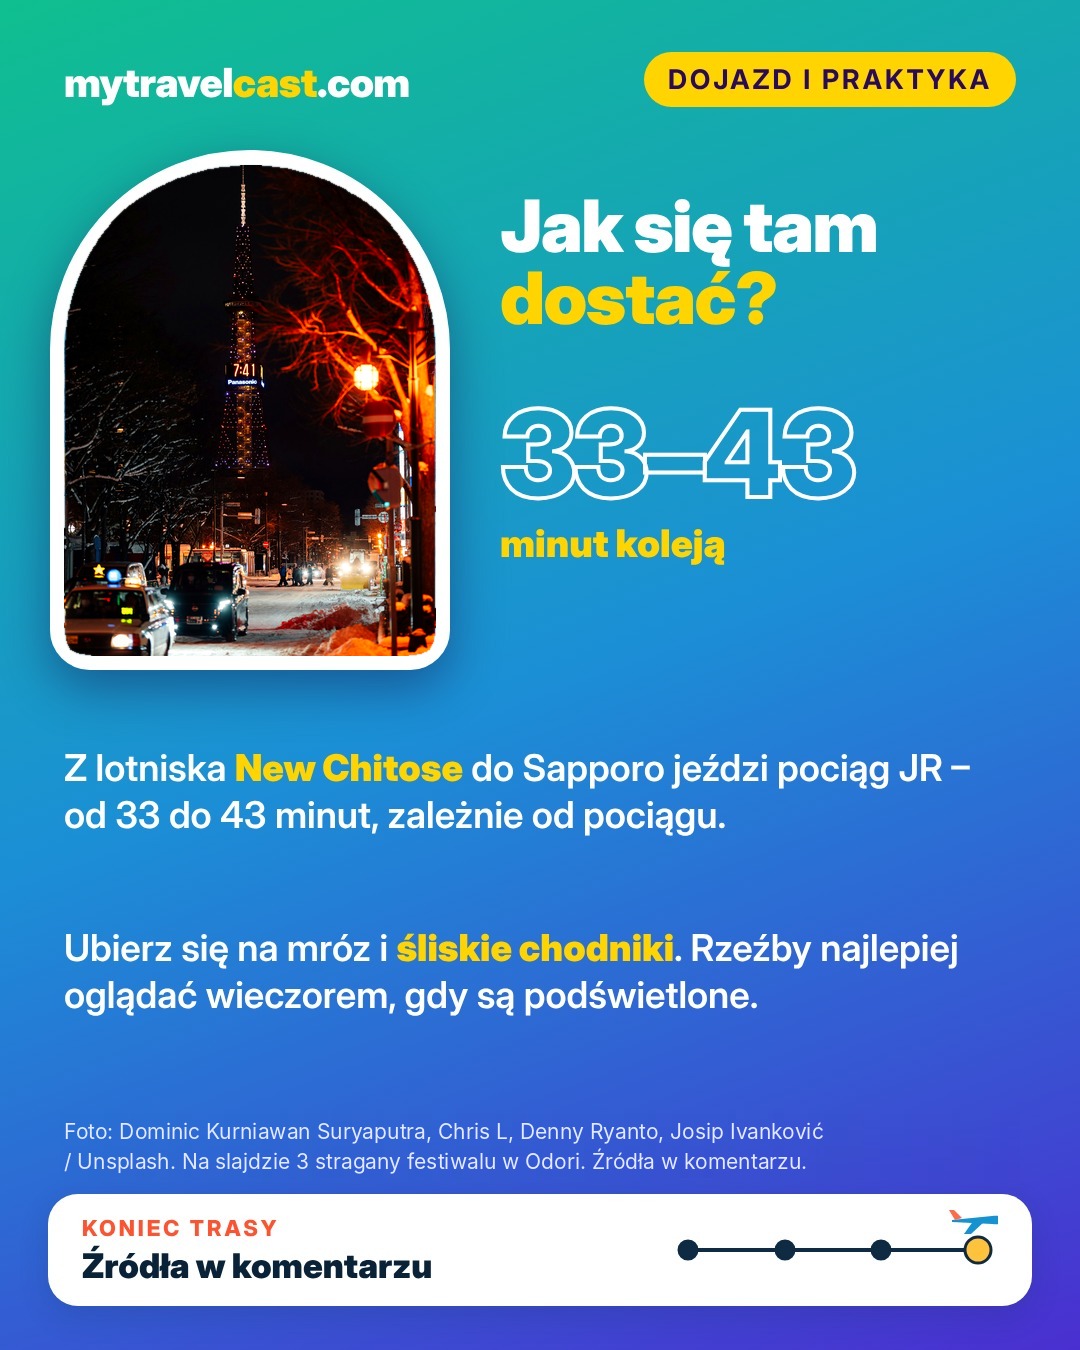 mytravelcast.com
DOJAZD I PRAKTYKA
7:41
Panasonic
Jak się tam
dostać?
33–43
minut koleją
Z lotniska New Chitose do Sapporo jeździ pociąg JR –
od 33 do 43 minut, zależnie od pociągu.
Ubierz się na mróz i śliskie chodniki. Rzeźby najlepiej
oglądać wieczorem, gdy są podświetlone.
Foto: Dominic Kurniawan Suryaputra, Chris L, Denny Ryanto, Josip Ivanković
/ Unsplash. Na slajdzie 3 stragany festiwalu w Odori. Źródła w komentarzu.
KONIEC TRASY
Źródła w komentarzu